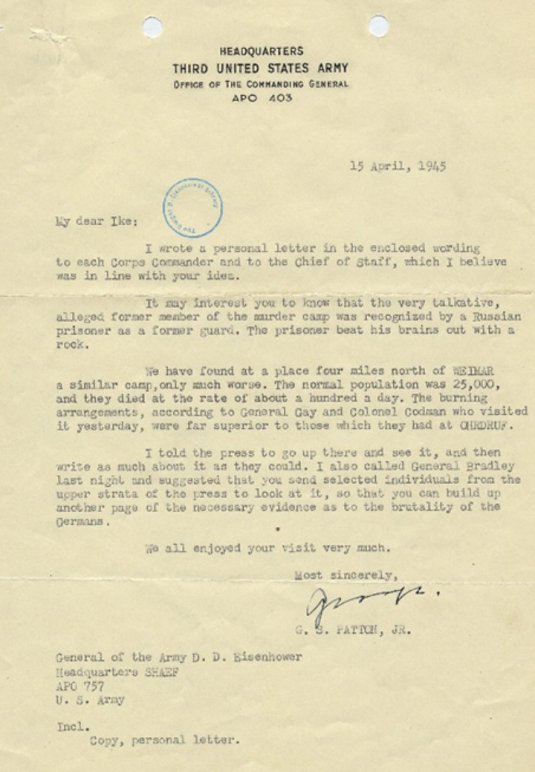 HEADQUARTERS
THIRD UNITED STATES ARMY
OFFICE OF THE COMMANDING GENERAL
APO 403
15 April, 1945
The Dwight D. Eisenhower Library
My dear Ike:
I wrote a personal letter in the enclosed wording
to each Corps Commander and to the Chief of Staff, which I believe
was in line with your idea.
It may interest you to know that the very talkative,
alleged former member of the murder camp was recognized by a Russian
prisoner as a former guard. The prisoner beat his brains out with a
rock.
We have found at a place four miles north of WEIMAR
a similar camp,only much worse. The normal population was 25,000,
and they died at the rate of about a hundred a day. The burning
arrangements, according to General Gay and Colonel Codman who visited
it yesterday, were far superior to those which they had at OHRDRUF.
I told the press to go up there and see it, and then
write as much about it as they could. I also called General Bradley
last night and suggested that you send selected individuals from the
upper strata of the press to look at it, so that you can build up
another page of the necessary evidence as to the brutality of the
Germans.
We all enjoyed your visit very much.
Most sincerely,
George.
G. S. PATTON, JR.
General of the Army D. D. Eisenhower
Headquarters SHAEF
APO 757
U. S. Army
Incl.
Copy, personal letter.